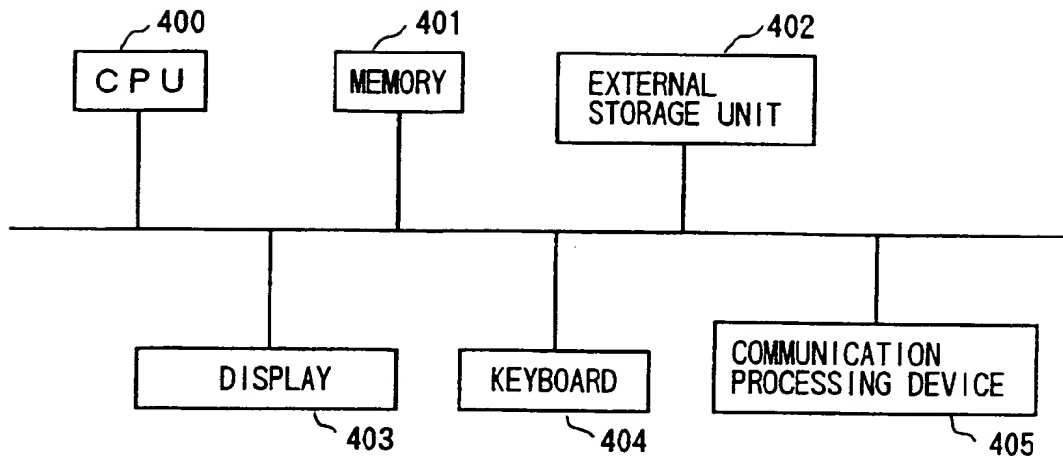 400
401
402
CPU
MEMORY
EXTERNAL
STORAGE UNIT
DISPLAY
KEYBOARD
COMMUNICATION
PROCESSING DEVICE
403
404
405